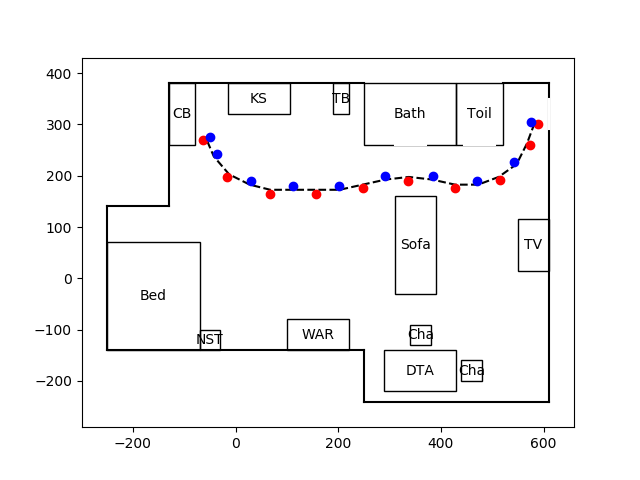 400
300
200
100
0
−100
−200
−200
0
200
400
600
CB
KS
TB
Bath
Toil
Sofa
TV
Bed
NST
WAR
Cha
DTA
Cha